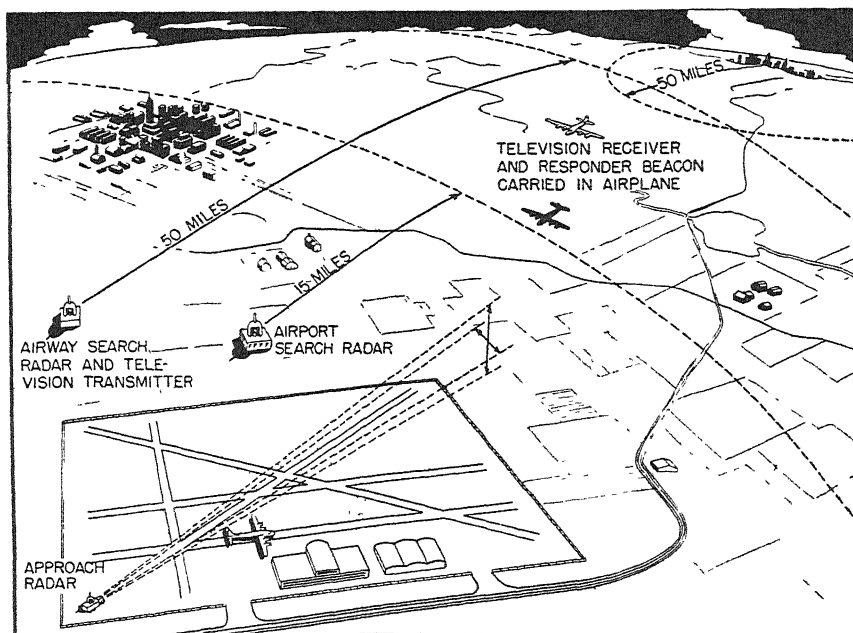 50 MILES
TELEVISION RECEIVER
AND RESPONDER BEACON
CARRIED IN AIRPLANE
50 MILES
15 MILES
AIRWAY SEARCH
RADAR AND TELE-
VISION TRANSMITTER
AIRPORT
SEARCH RADAR
APPROACH
RADAR